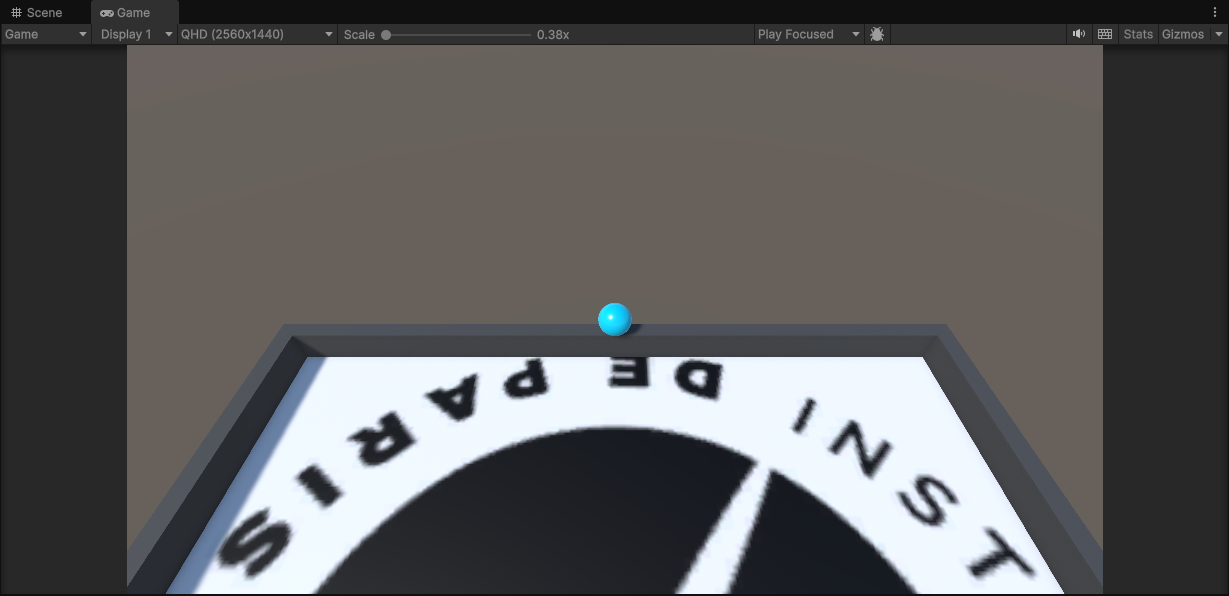 Scene
Game
Game
Display 1
QHD (2560x1440)
Scale
0.38x
Play Focused
Stats
Gizmos
INST
DE PARIS